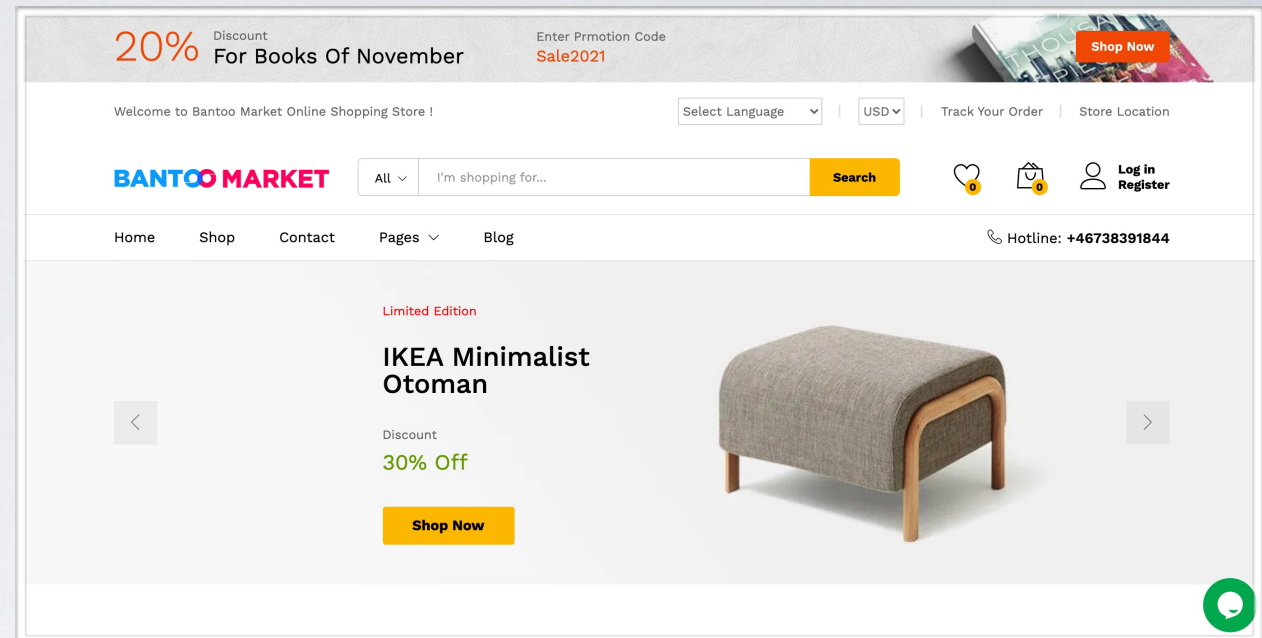 20%
Discount
For Books Of November
Enter Prmotion Code
Sale2021
Shop Now
Welcome to Bantoo Market Online Shopping Store !
Select Language
USD
Track Your Order
Store Location
BANTOO MARKET
All
I'm shopping for...
Search
0
0
Log in
Register
Home
Shop
Contact
Pages
Blog
Hotline: +46738391844
Limited Edition
IKEA Minimalist
Otoman
Discount
30% Off
Shop Now